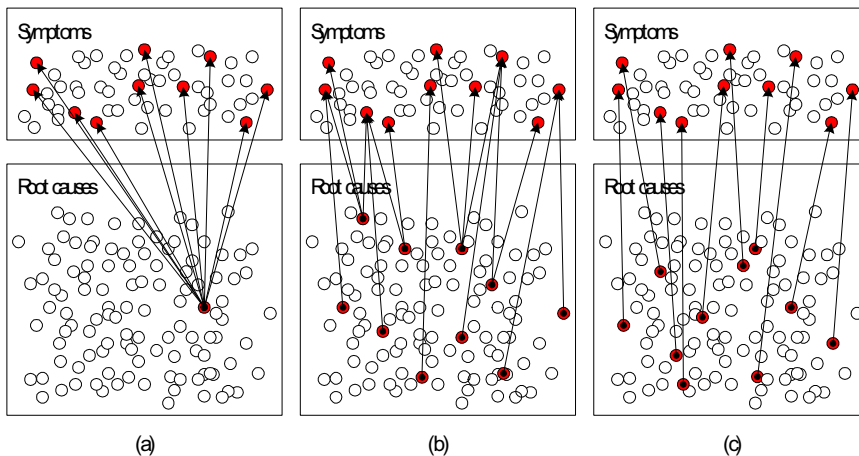 Symptoms
Symptoms
Symptoms
Root causes
Root causes
Root causes
(a)
(b)
(c)